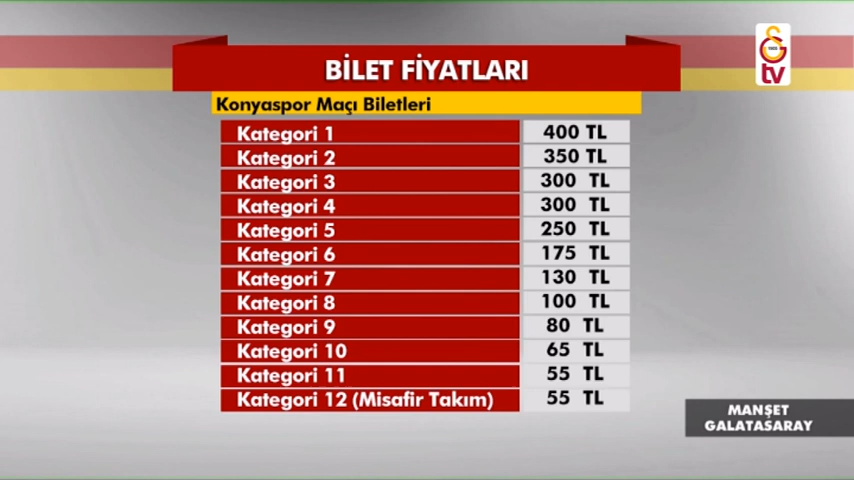 BİLET FİYATLARI
tv
Konyaspor Maçı Biletleri
Kategori 1 400 TL
Kategori 2 350 TL
Kategori 3 300 TL
Kategori 4 300 TL
Kategori 5 250 TL
Kategori 6 175 TL
Kategori 7 130 TL
Kategori 8 100 TL
Kategori 9 80 TL
Kategori 10 65 TL
Kategori 11 55 TL
Kategori 12 (Misafir Takım) 55 TL
MANŞET
GALATASARAY